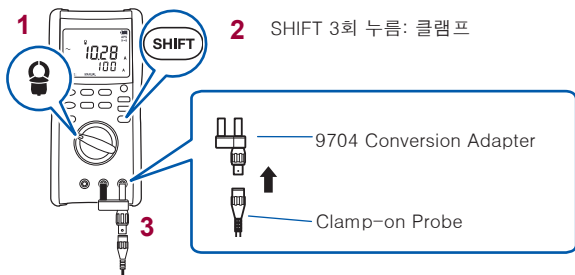 1
2 SHIFT 3회 누름: 클램프
SHIFT
10.28 A
100 A
MANUAL
9704 Conversion Adapter
Clamp-on Probe
3